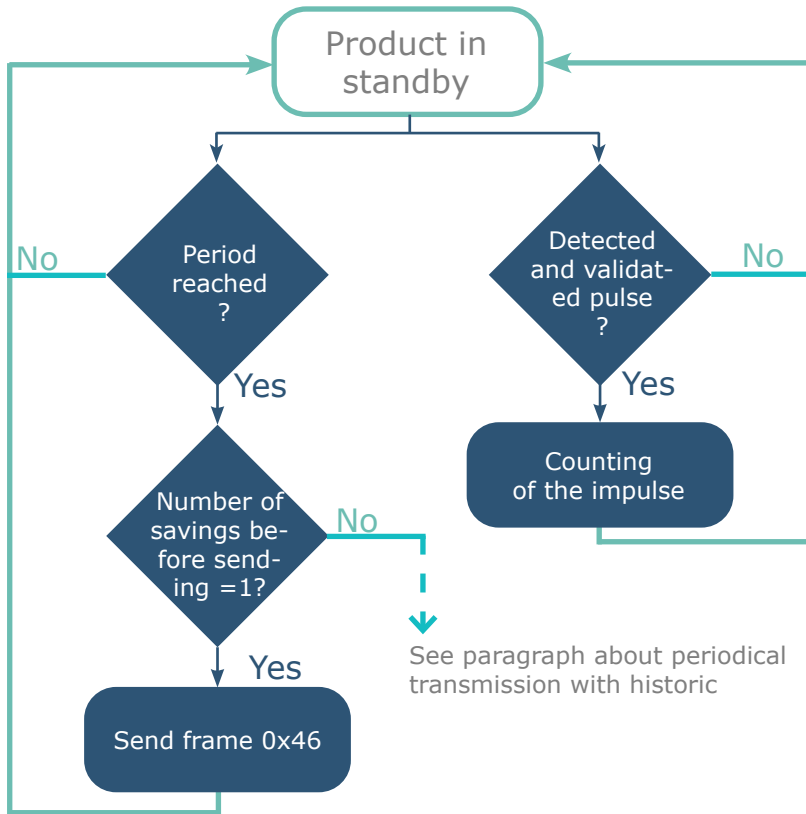 Product in
standby
Period
reached
?
No
Yes
Detected
and validat-
ed pulse
?
No
Yes
Number of
savings be-
fore send-
ing =1?
No
Yes
Counting
of the impulse
See paragraph about periodical
transmission with historic
Send frame 0x46